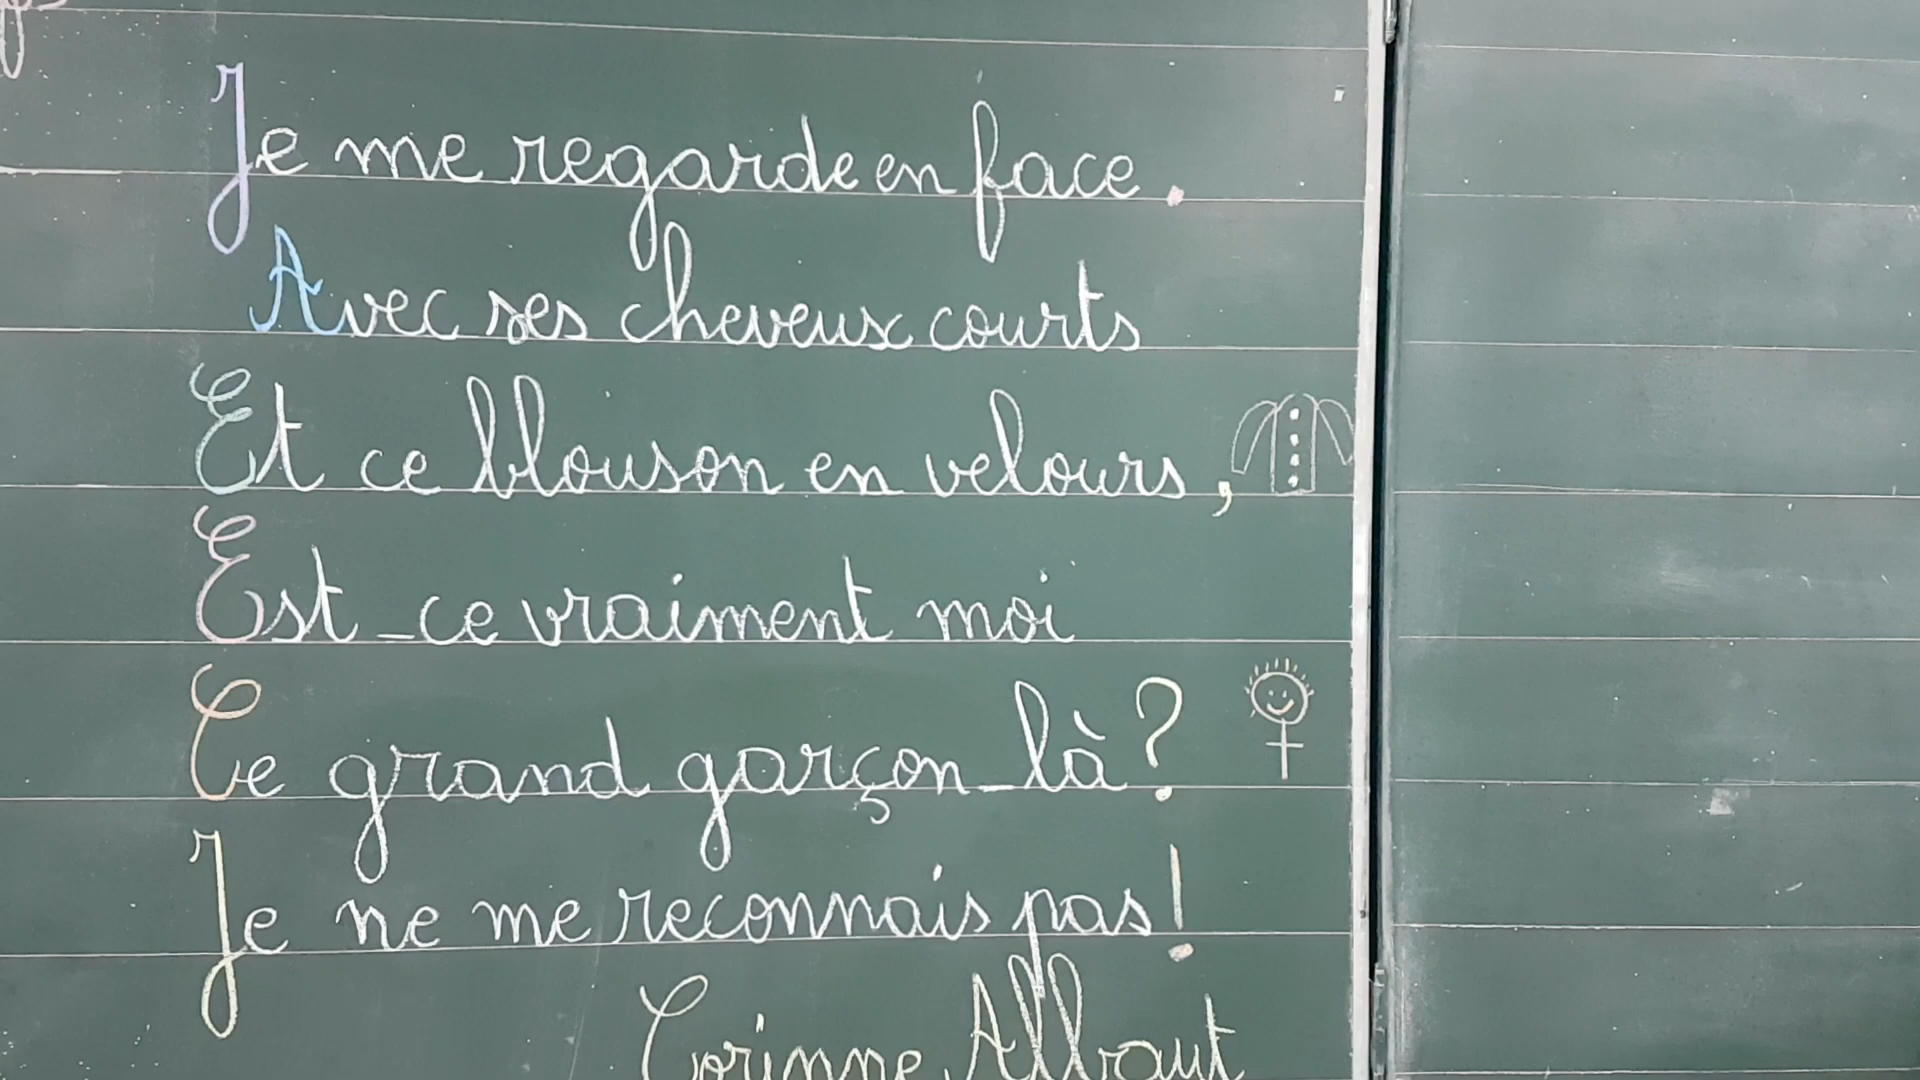 Je me regarde en face.
Avec ses cheveux courts
Et ce blouson en velours,
Est-ce vraiment moi
Ce grand garçon-là ?
Je ne me reconnais pas !
Corinne Albaut